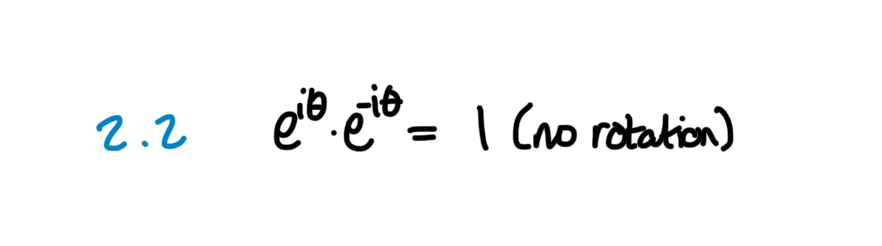 2.2 e^{iθ}·e^{-iθ} = 1 (no rotation)